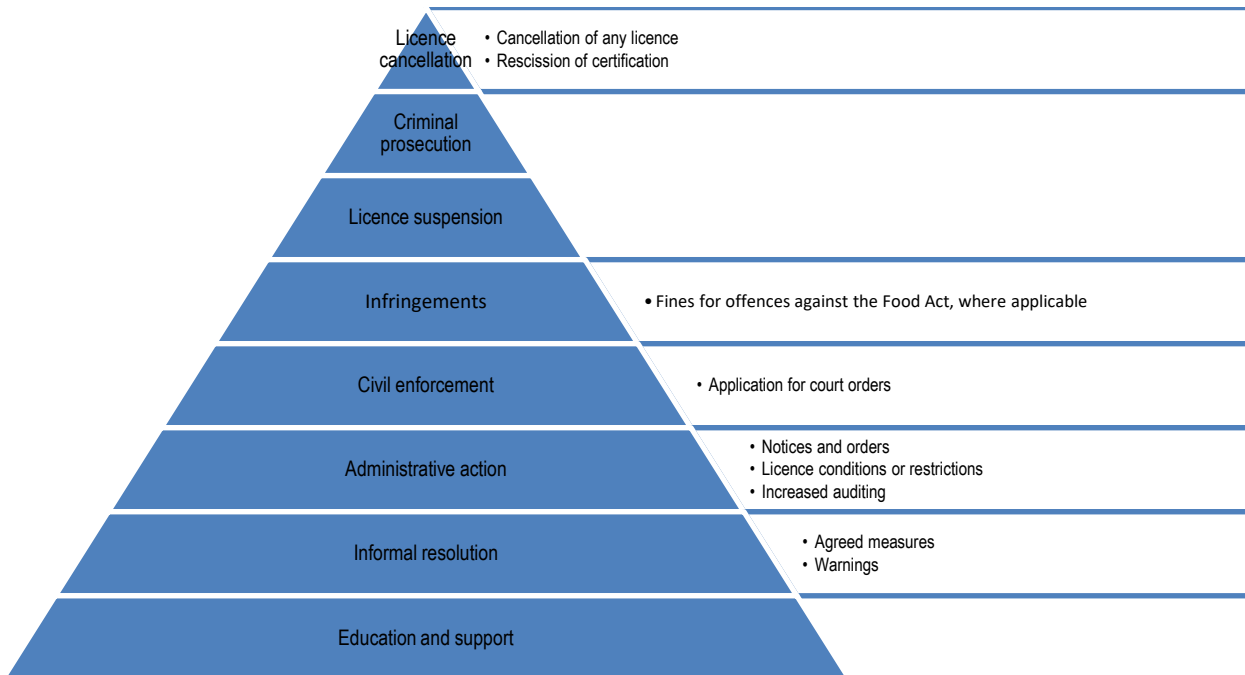 Licence
cancellation
• Cancellation of any licence
• Rescission of certification
Criminal
prosecution
Licence suspension
Infringements
• Fines for offences against the Food Act, where applicable
Civil enforcement
• Application for court orders
Administrative action
• Notices and orders
• Licence conditions or restrictions
• Increased auditing
Informal resolution
• Agreed measures
• Warnings
Education and support